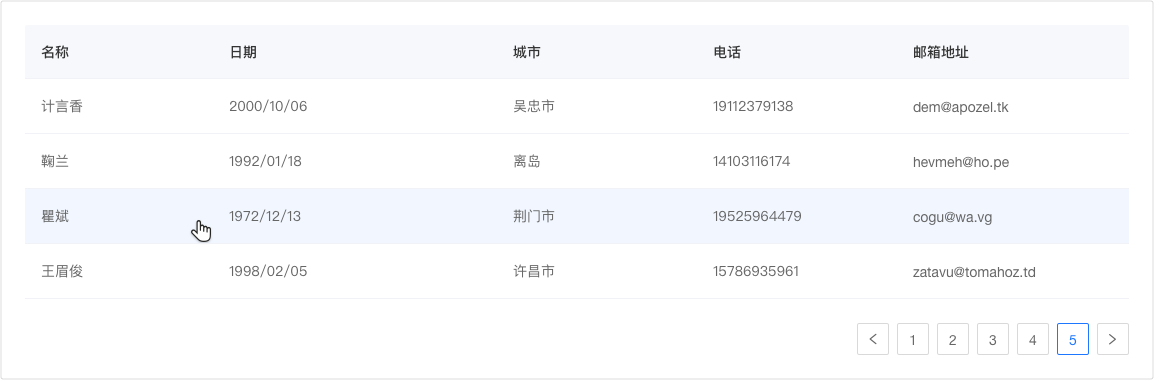 名称 日期 城市 电话 邮箱地址
计言香 2000/10/06 吴忠市 19112379138 dem@apozel.tk
鞠兰 1992/01/18 离岛 14103116174 hevmeh@ho.pe
瞿斌 1972/12/13 荆门市 19525964479 cogu@wa.vg
王眉俊 1998/02/05 许昌市 15786935961 zatavu@tomahoz.td
1 2 3 4 5